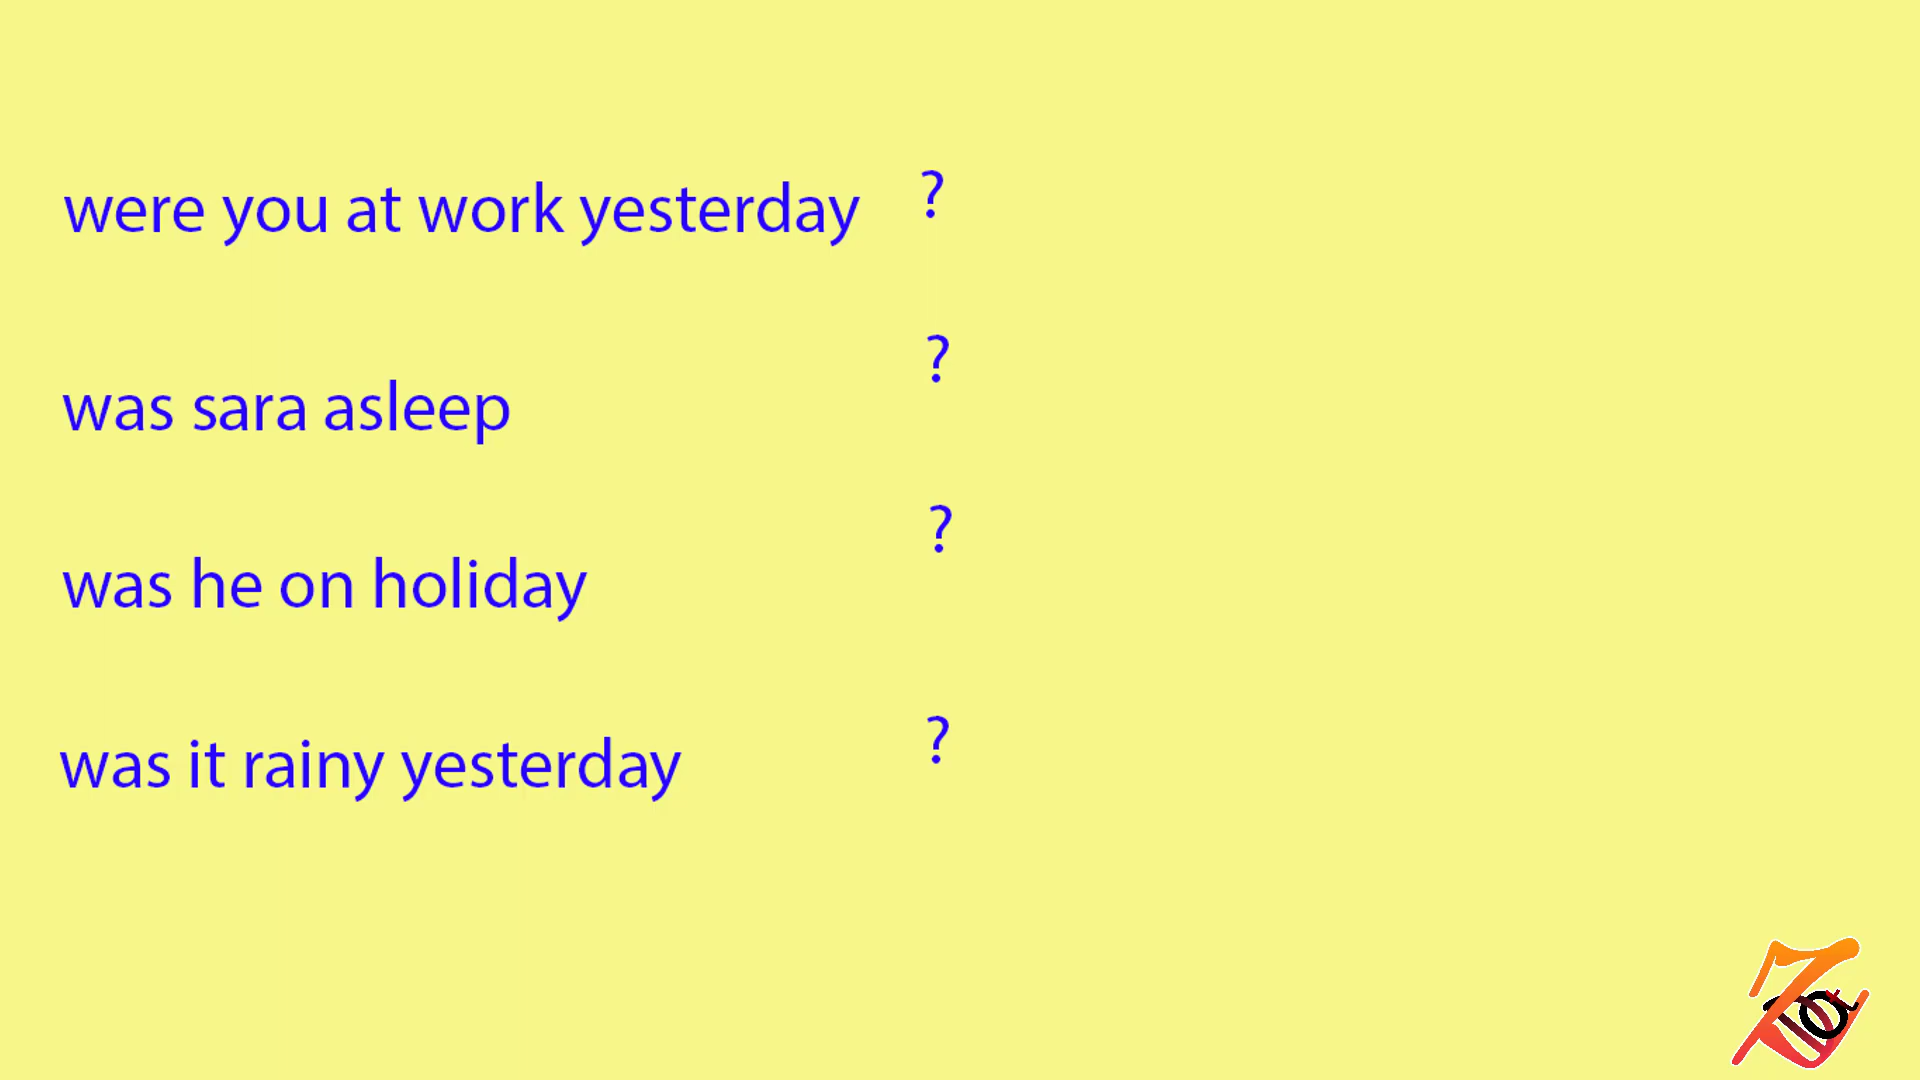 were you at work yesterday ?
was sara asleep ?
was he on holiday ?
was it rainy yesterday ?